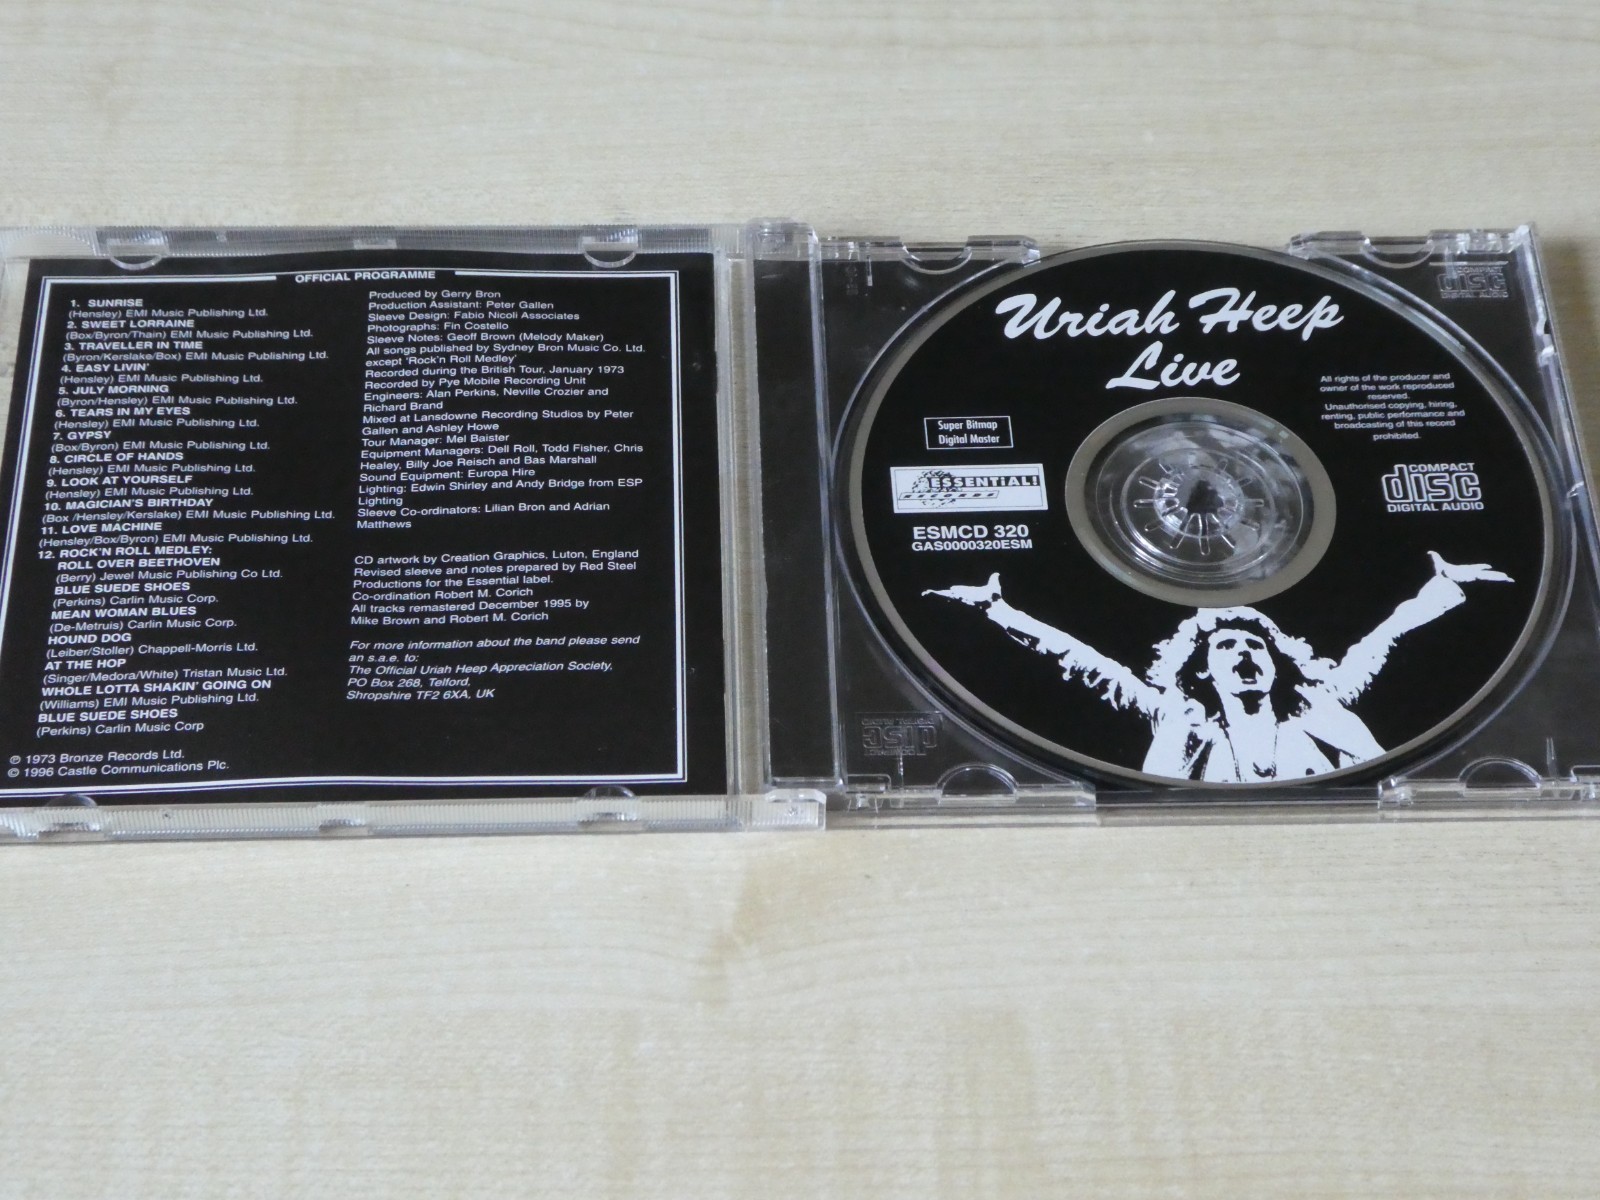 OFFICIAL PROGRAMME
1. SUNRISE
(Hensley) EMI Music Publishing Ltd.
2. SWEET LORRAINE
(Box/Byron/Thain) EMI Music Publishing Ltd.
3. TRAVELLER IN TIME
(Byron/Kerslake/Box) EMI Music Publishing Ltd.
4. EASY LIVIN'
(Hensley) EMI Music Publishing Ltd.
5. JULY MORNING
(Byron/Hensley) EMI Music Publishing Ltd.
6. TEARS IN MY EYES
(Hensley) EMI Music Publishing Ltd.
7. GYPSY
(Box/Byron) EMI Music Publishing Ltd.
8. CIRCLE OF HANDS
(Hensley) EMI Music Publishing Ltd.
9. LOOK AT YOURSELF
(Hensley) EMI Music Publishing Ltd.
10. MAGICIAN'S BIRTHDAY
(Box /Hensley/Kerslake) EMI Music Publishing Ltd.
11. LOVE MACHINE
(Hensley/Box/Byron) EMI Music Publishing Ltd.
12. ROCK'N ROLL MEDLEY:
ROLL OVER BEETHOVEN
(Berry) Jewel Music Publishing Co Ltd.
BLUE SUEDE SHOES
(Perkins) Carlin Music Corp.
MEAN WOMAN BLUES
(De-Metruis) Carlin Music Corp.
HOUND DOG
(Leiber/Stoller) Chappell-Morris Ltd.
AT THE HOP
(Singer/Medora/White) Tristan Music Ltd.
WHOLE LOTTA SHAKIN' GOING ON
(Williams) EMI Music Publishing Ltd.
BLUE SUEDE SHOES
(Perkins) Carlin Music Corp
℗ 1973 Bronze Records Ltd.
© 1996 Castle Communications Plc.
Produced by Gerry Bron
Production Assistant: Peter Gallen
Sleeve Design: Fabio Nicoli Associates
Photographs: Fin Costello
Sleeve Notes: Geoff Brown (Melody Maker)
All songs published by Sydney Bron Music Co. Ltd.
except 'Rock'n Roll Medley'
Recorded during the British Tour, January 1973
Recorded by Pye Mobile Recording Unit
Engineers: Alan Perkins, Neville Crozier and
Richard Brand
Mixed at Lansdowne Recording Studios by Peter
Gallen and Ashley Howe
Tour Manager: Mel Baister
Equipment Managers: Dell Roll, Todd Fisher, Chris
Healey, Billy Joe Reisch and Bas Marshall
Sound Equipment: Europa Hire
Lighting: Edwin Shirley and Andy Bridge from ESP
Lighting
Sleeve Co-ordinators: Lilian Bron and Adrian
Matthews
CD artwork by Creation Graphics, Luton, England
Revised sleeve and notes prepared by Red Steel
Productions for the Essential label.
Co-ordination Robert M. Corich
All tracks remastered December 1995 by
Mike Brown and Robert M. Corich
For more information about the band please send
an s.a.e. to:
The Official Uriah Heep Appreciation Society,
PO Box 268, Telford,
Shropshire TF2 6XA, UK
Uriah Heep
Live
Super Bitmap
Digital Master
ESSENTIAL!
RECORDS
ESMCD 320
GAS0000320ESM
All rights of the producer and
owner of the work reproduced
reserved.
Unauthorised copying, hiring,
renting, public performance and
broadcasting of this record
prohibited.
COMPACT
disc
DIGITAL AUDIO
COMPACT
disc
DIGITAL AUDIO
COMPACT
disc
DIGITAL AUDIO